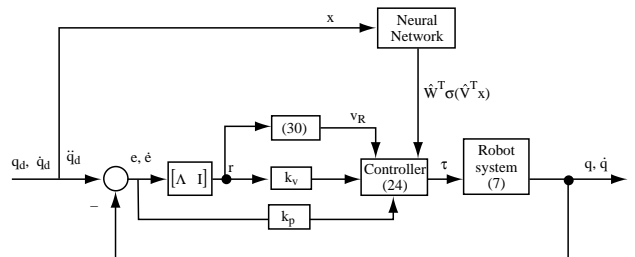 x
Neural
Network
Ŵᵀσ(V̂ᵀx)
(30)
v_R
q_d, q̇_d
q̈_d
e, ė
[Λ I]
r
k_v
Controller
(24)
τ
Robot
system
(7)
q, q̇
−
k_p